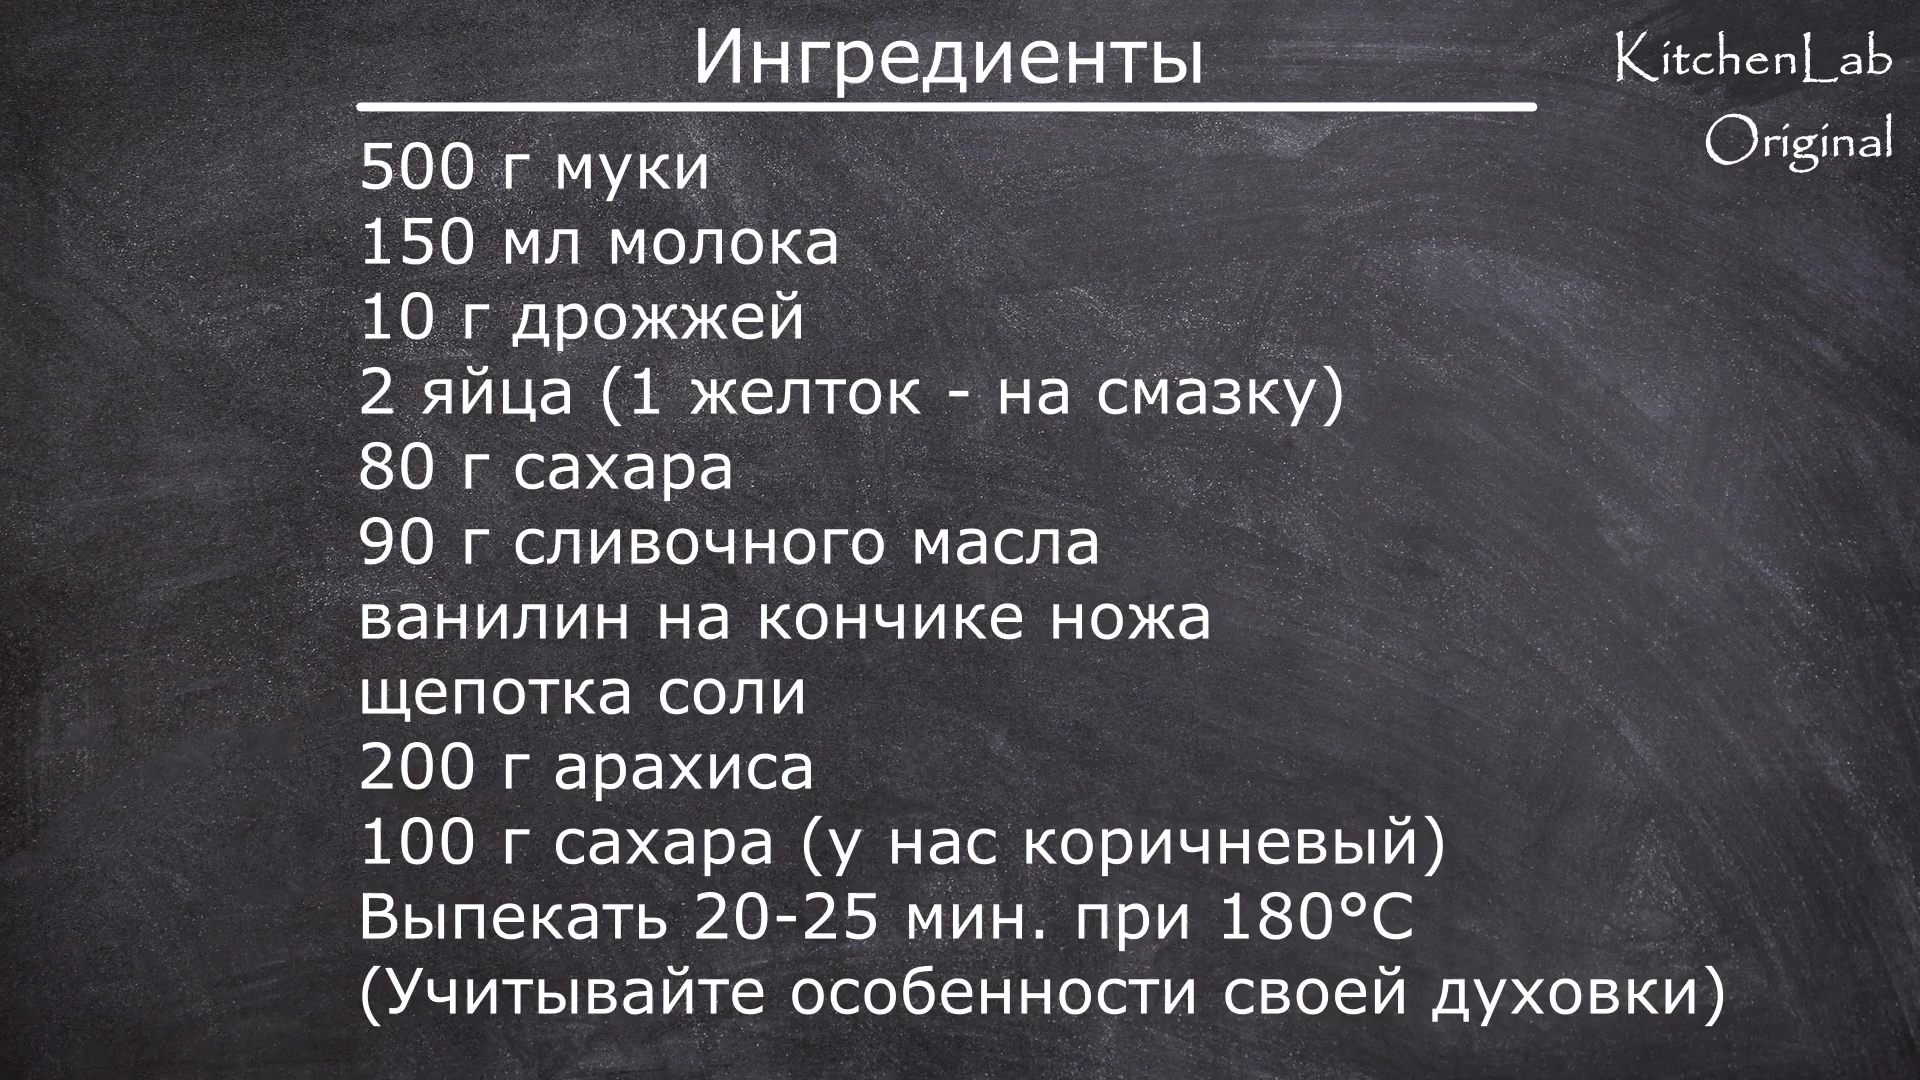 Ингредиенты
KitchenLab
Original
500 г муки
150 мл молока
10 г дрожжей
2 яйца (1 желток - на смазку)
80 г сахара
90 г сливочного масла
ванилин на кончике ножа
щепотка соли
200 г арахиса
100 г сахара (у нас коричневый)
Выпекать 20-25 мин. при 180°C
(Учитывайте особенности своей духовки)